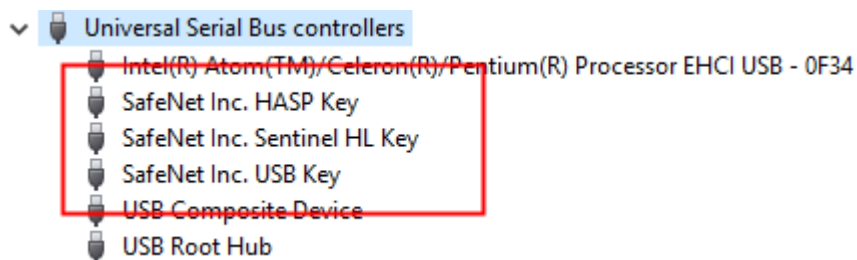 Universal Serial Bus controllers
Intel(R) Atom(TM)/Celeron(R)/Pentium(R) Processor EHCI USB - 0F34
SafeNet Inc. HASP Key
SafeNet Inc. Sentinel HL Key
SafeNet Inc. USB Key
USB Composite Device
USB Root Hub